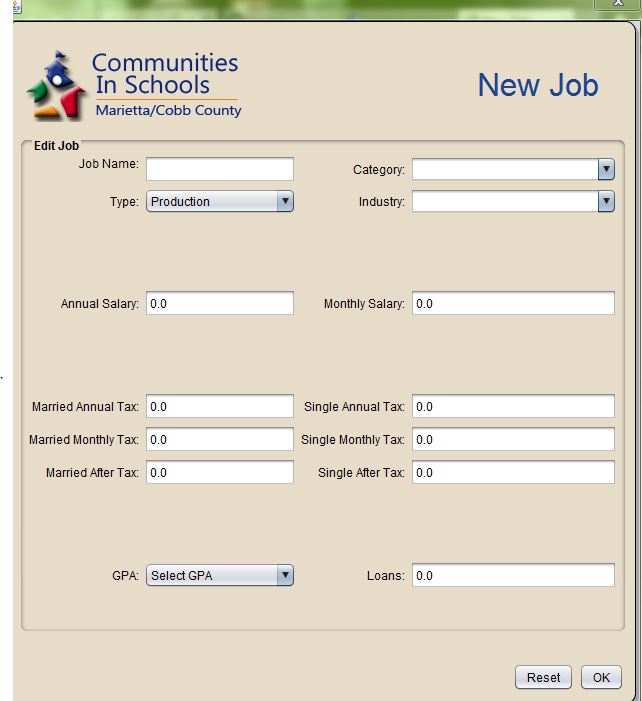 Communities
In Schools
Marietta/Cobb County
New Job
Edit Job
Job Name:
Category:
Type: Production
Industry:
Annual Salary: 0.0
Monthly Salary: 0.0
Married Annual Tax: 0.0
Single Annual Tax: 0.0
Married Monthly Tax: 0.0
Single Monthly Tax: 0.0
Married After Tax: 0.0
Single After Tax: 0.0
GPA: Select GPA
Loans: 0.0
Reset
OK